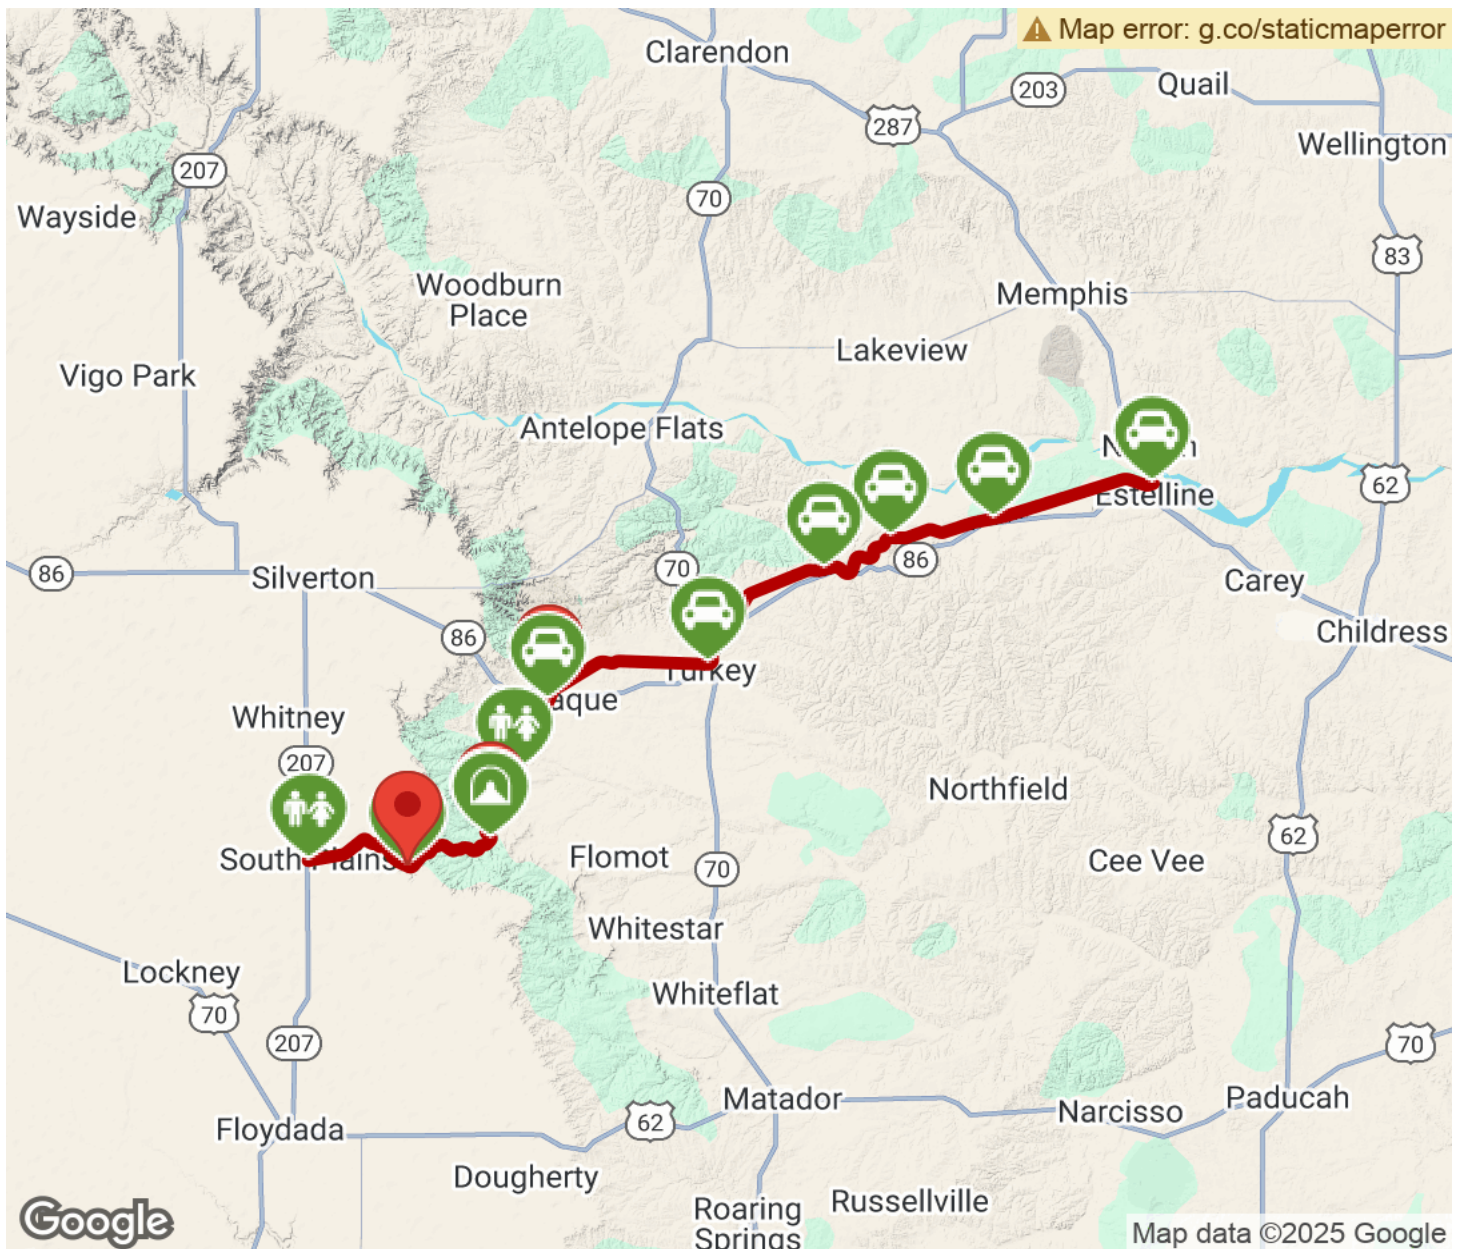 Map error: g.co/staticmaperror
Clarendon
203
Quail
287
Wellington
207
70
Wayside
83
Woodburn
Place
Memphis
Lakeview
Vigo Park
Antelope Flats
Estelline
62
86
Silverton
70
86
Carey
86
Childress
Turkey
aque
Whitney
207
Northfield
South Plains
Flomot
70
62
Cee Vee
Whitestar
Lockney
Whiteflat
70
207
70
Matador
Paducah
Narcisso
62
Floydada
Dougherty
Russellville
Roaring
Springs
Google
Map data ©2025 Google